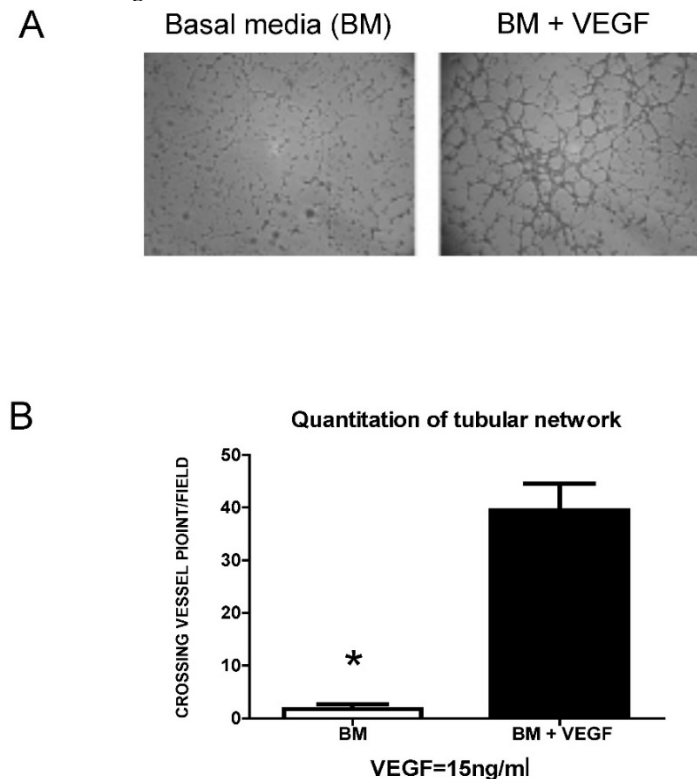 A
Basal media (BM) BM + VEGF
B
Quantitation of tubular network
CROSSING VESSEL PIOINT/FIELD
50
40
30
20
10
0
*
BM BM + VEGF
VEGF=15ng/ml